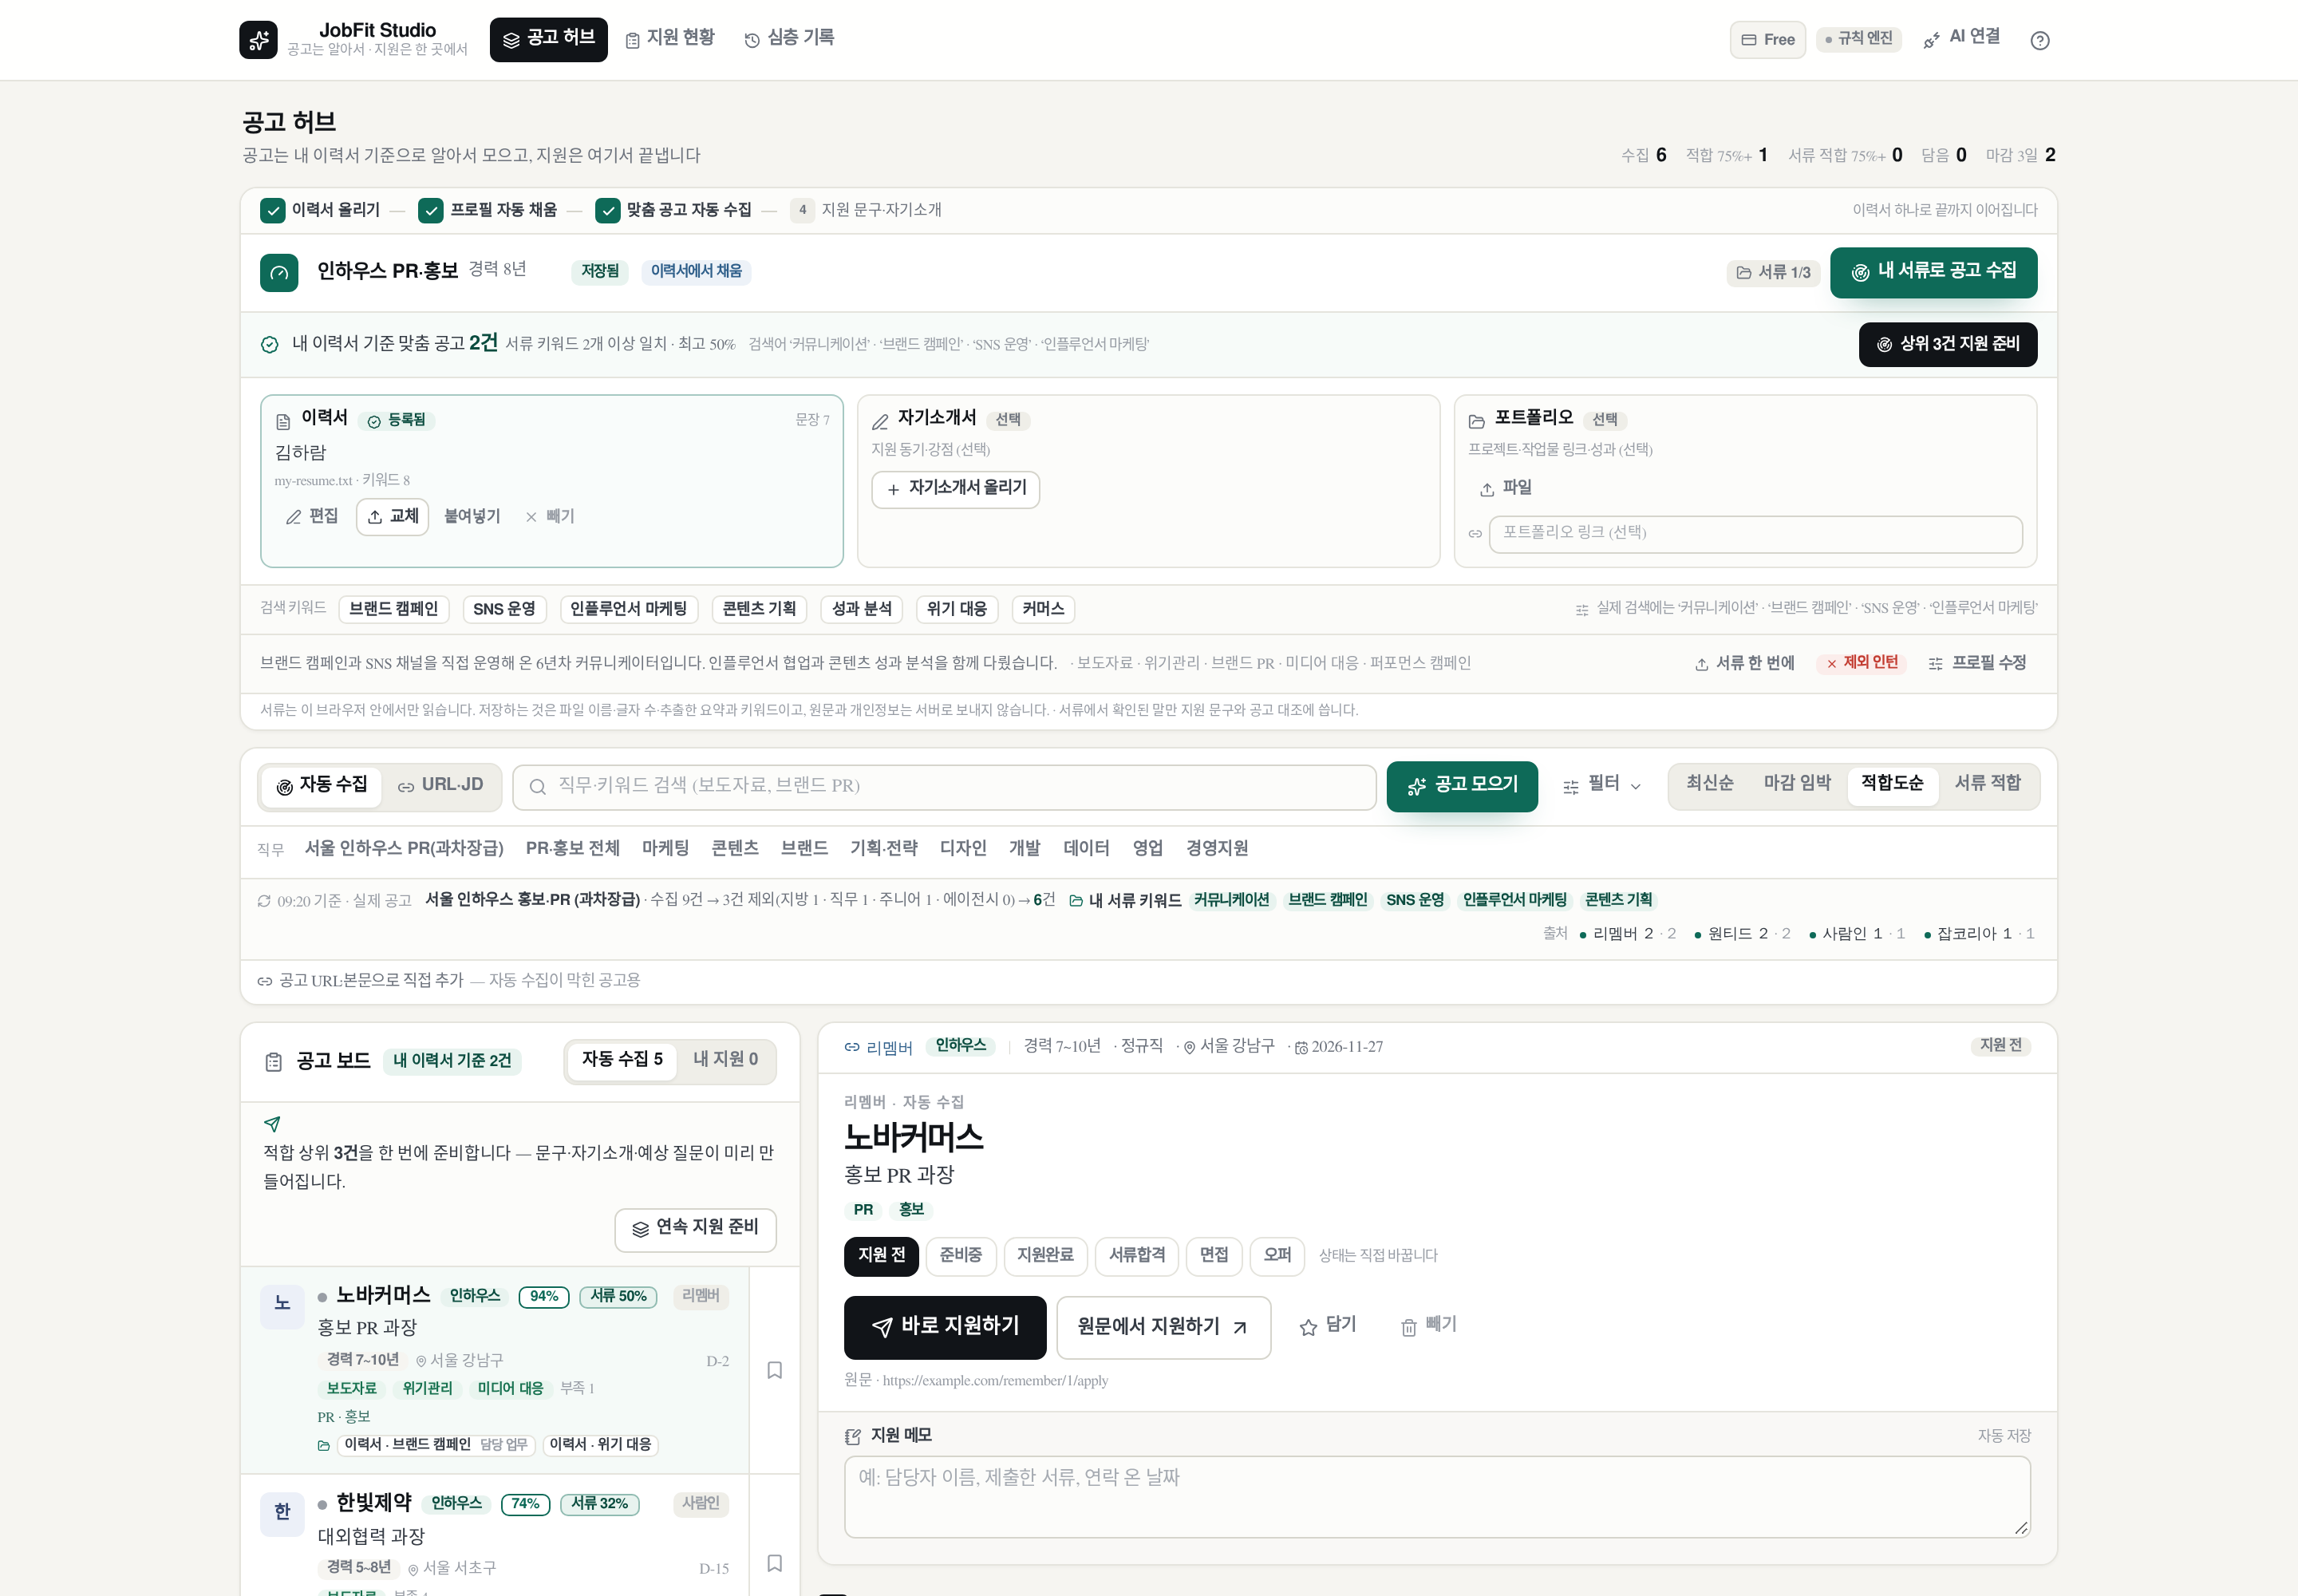 JobFit Studio
공고는 알아서 · 지원은 한 곳에서
공고 허브
지원 현황
심층 기록
Free
규칙 엔진
AI 연결
공고 허브
공고는 내 이력서 기준으로 알아서 모으고, 지원은 여기서 끝냅니다
수집 6 적합 75%+ 1 서류 적합 75%+ 0 담음 0 마감 3일 2
이력서 올리기 — 프로필 자동 채움 — 맞춤 공고 자동 수집 — 4 지원 문구·자기소개
이력서 하나로 끝까지 이어집니다
인하우스 PR·홍보 경력 8년 저장됨 이력서에서 채움
서류 1/3
내 서류로 공고 수집
내 이력서 기준 맞춤 공고 2건 서류 키워드 2개 이상 일치 · 최고 50% 검색어 ‘커뮤니케이션’ · ‘브랜드 캠페인’ · ‘SNS 운영’ · ‘인플루언서 마케팅’
상위 3건 지원 준비
이력서 등록됨 문장 7
김하람
my-resume.txt · 키워드 8
편집 교체 붙여넣기 빼기
자기소개서 선택
지원 동기·강점 (선택)
자기소개서 올리기
포트폴리오 선택
프로젝트·작업물 링크·성과 (선택)
파일
포트폴리오 링크 (선택)
검색 키워드 브랜드 캠페인 SNS 운영 인플루언서 마케팅 콘텐츠 기획 성과 분석 위기 대응 커머스
실제 검색에는 ‘커뮤니케이션’ · ‘브랜드 캠페인’ · ‘SNS 운영’ · ‘인플루언서 마케팅’
브랜드 캠페인과 SNS 채널을 직접 운영해 온 6년차 커뮤니케이터입니다. 인플루언서 협업과 콘텐츠 성과 분석을 함께 다뤘습니다. · 보도자료 · 위기관리 · 브랜드 PR · 미디어 대응 · 퍼포먼스 캠페인
서류 한 번에 제외 인턴 프로필 수정
서류는 이 브라우저 안에서만 읽습니다. 저장하는 것은 파일 이름·글자 수·추출한 요약과 키워드이고, 원문과 개인정보는 서버로 보내지 않습니다. · 서류에서 확인된 말만 지원 문구와 공고 대조에 씁니다.
자동 수집 URL·JD
직무·키워드 검색 (보도자료, 브랜드 PR)
공고 모으기
필터
최신순 마감 임박 적합도순 서류 적합
직무 서울 인하우스 PR(과차장급) PR·홍보 전체 마케팅 콘텐츠 브랜드 기획·전략 디자인 개발 데이터 영업 경영지원
09:20 기준 · 실제 공고 서울 인하우스 홍보·PR (과차장급) · 수집 9건 → 3건 제외(지방 1 · 직무 1 · 주니어 1 · 에이전시 0) → 6건 내 서류 키워드 커뮤니케이션 브랜드 캠페인 SNS 운영 인플루언서 마케팅 콘텐츠 기획
출처 리멤버 2 · 2 원티드 2 · 2 사람인 1 · 1 잡코리아 1 · 1
공고 URL·본문으로 직접 추가 — 자동 수집이 막힌 공고용
공고 보드 내 이력서 기준 2건 자동 수집 5 내 지원 0
적합 상위 3건을 한 번에 준비합니다 — 문구·자기소개·예상 질문이 미리 만
들어집니다.
연속 지원 준비
노 노바커머스 인하우스 94% 서류 50% 리멤버
홍보 PR 과장
경력 7~10년 서울 강남구 D-2
보도자료 위기관리 미디어 대응 부족 1
PR · 홍보
이력서 · 브랜드 캠페인 담당 업무 이력서 · 위기 대응
한 한빛제약 인하우스 74% 서류 32% 사람인
대외협력 과장
경력 5~8년 서울 서초구 D-15
리멤버 인하우스 경력 7~10년 · 정규직 · 서울 강남구 · 2026-11-27
지원 전
리멤버 · 자동 수집
노바커머스
홍보 PR 과장
PR 홍보
지원 전 준비중 지원완료 서류합격 면접 오퍼 상태는 직접 바꿉니다
바로 지원하기 원문에서 지원하기 담기 빼기
원문 · https://example.com/remember/1/apply
지원 메모 자동 저장
예: 담당자 이름, 제출한 서류, 연락 온 날짜